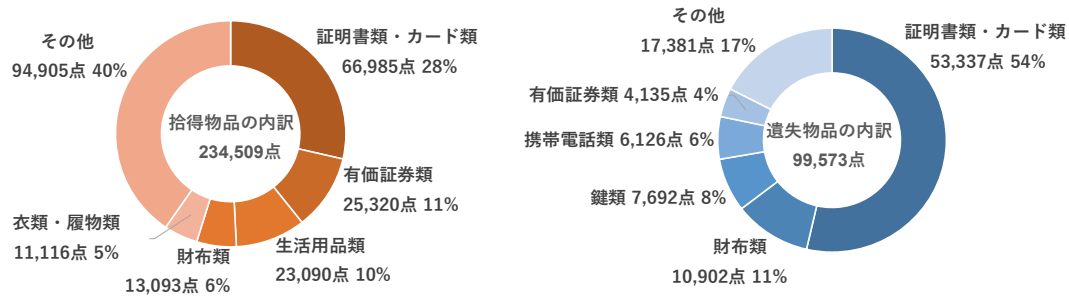 その他
94,905点 40%
証明書類・カード類
66,985点 28%
拾得物品の内訳
234,509点
有価証券類
25,320点 11%
衣類・履物類
11,116点 5%
財布類
13,093点 6%
生活用品類
23,090点 10%
その他
17,381点 17%
証明書類・カード類
53,337点 54%
有価証券類 4,135点 4%
携帯電話類 6,126点 6%
遺失物品の内訳
99,573点
鍵類 7,692点 8%
財布類
10,902点 11%